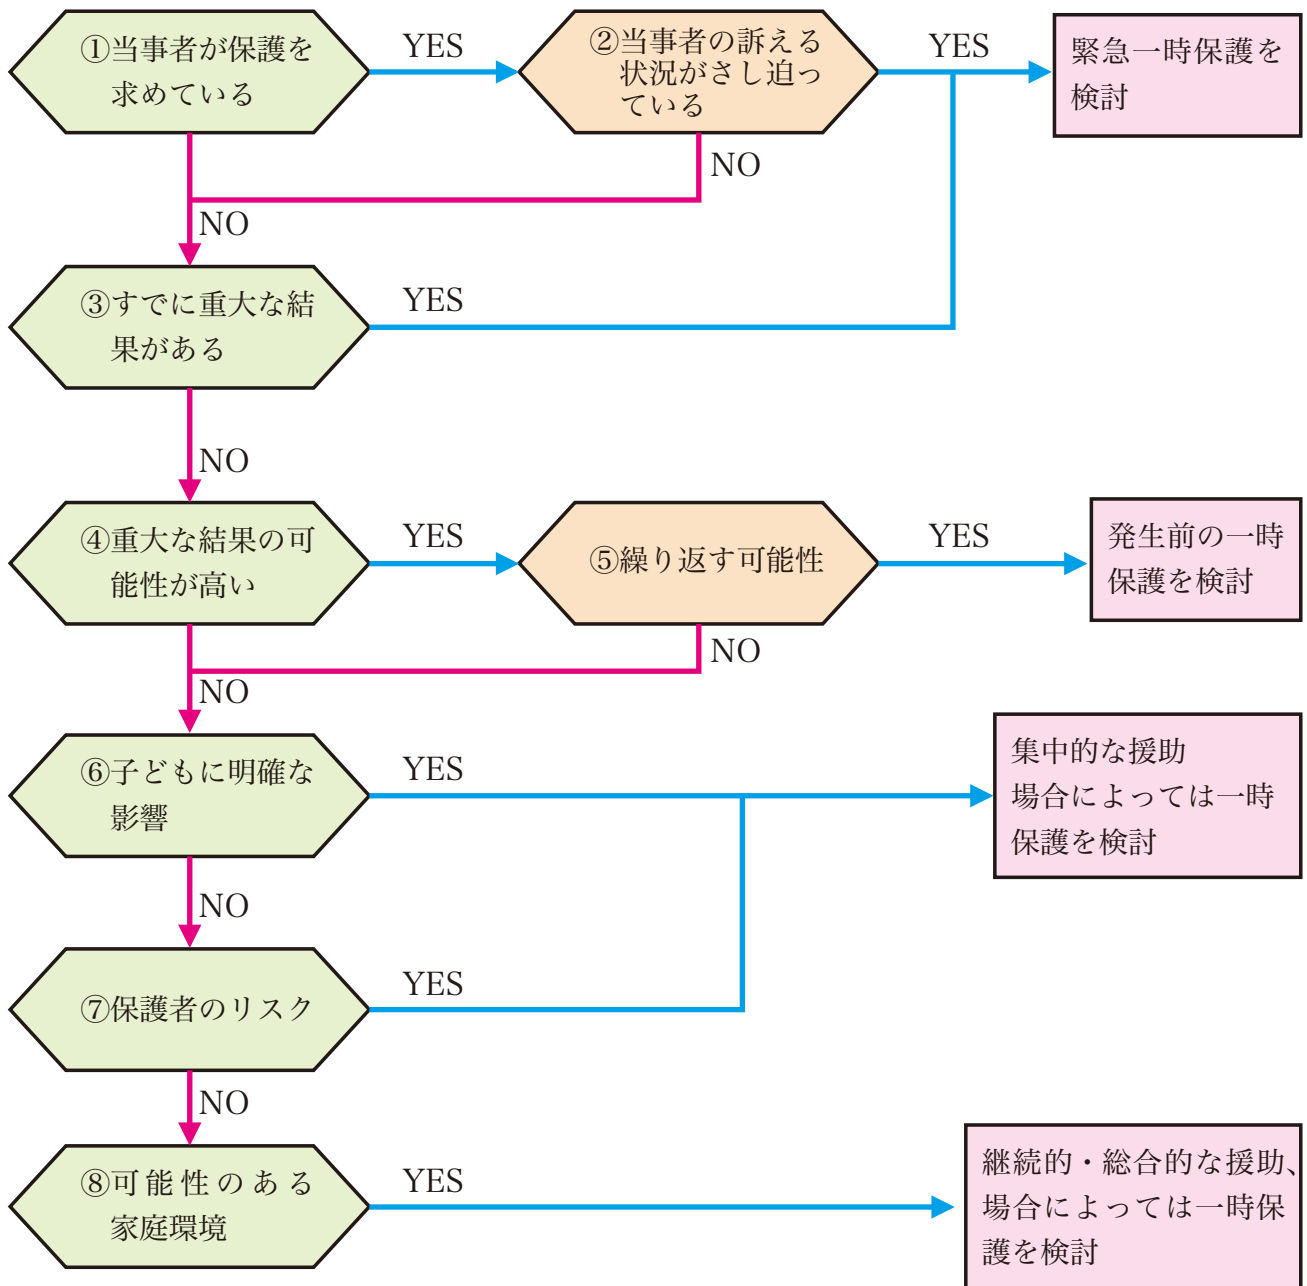 ①当事者が保護を
求めている
YES
②当事者の訴える
状況がさし迫っ
ている
YES
緊急一時保護を
検討
NO
NO
③すでに重大な結
果がある
YES
NO
④重大な結果の可
能性が高い
YES
⑤繰り返す可能性
YES
発生前の一時
保護を検討
NO
NO
⑥子どもに明確な
影響
YES
集中的な援助
場合によっては一時
保護を検討
NO
⑦保護者のリスク
YES
NO
⑧可能性のある
家庭環境
YES
継続的・総合的な援助、
場合によっては一時保
護を検討